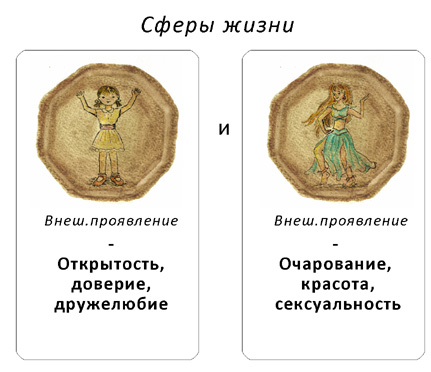 Сферы жизни
и
Внеш.проявление
-
Открытость,
доверие,
дружелюбие
Внеш.проявление
-
Очарование,
красота,
сексуальность